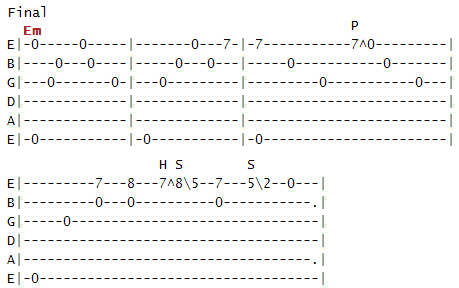 Final
Em
P
E|-0-----0-----|-------0---7-|-7-----------7^0---------|
B|----0---0----|-----0---0---|-----0-----------0-------|
G|---0-------0-|---0---------|---------0-----------0---|
D|-------------|-------------|-------------------------|
A|-------------|-------------|-------------------------|
E|-0-----------|-0-----------|-0-----------------------|
H S        S
E|---------7---8---7^8\5--7---5\2--0---|
B|---------0---0----------0-----------.|
G|-----0-------------------------------|
D|-------------------------------------|
A|------------------------------------.|
E|-0-----------------------------------|